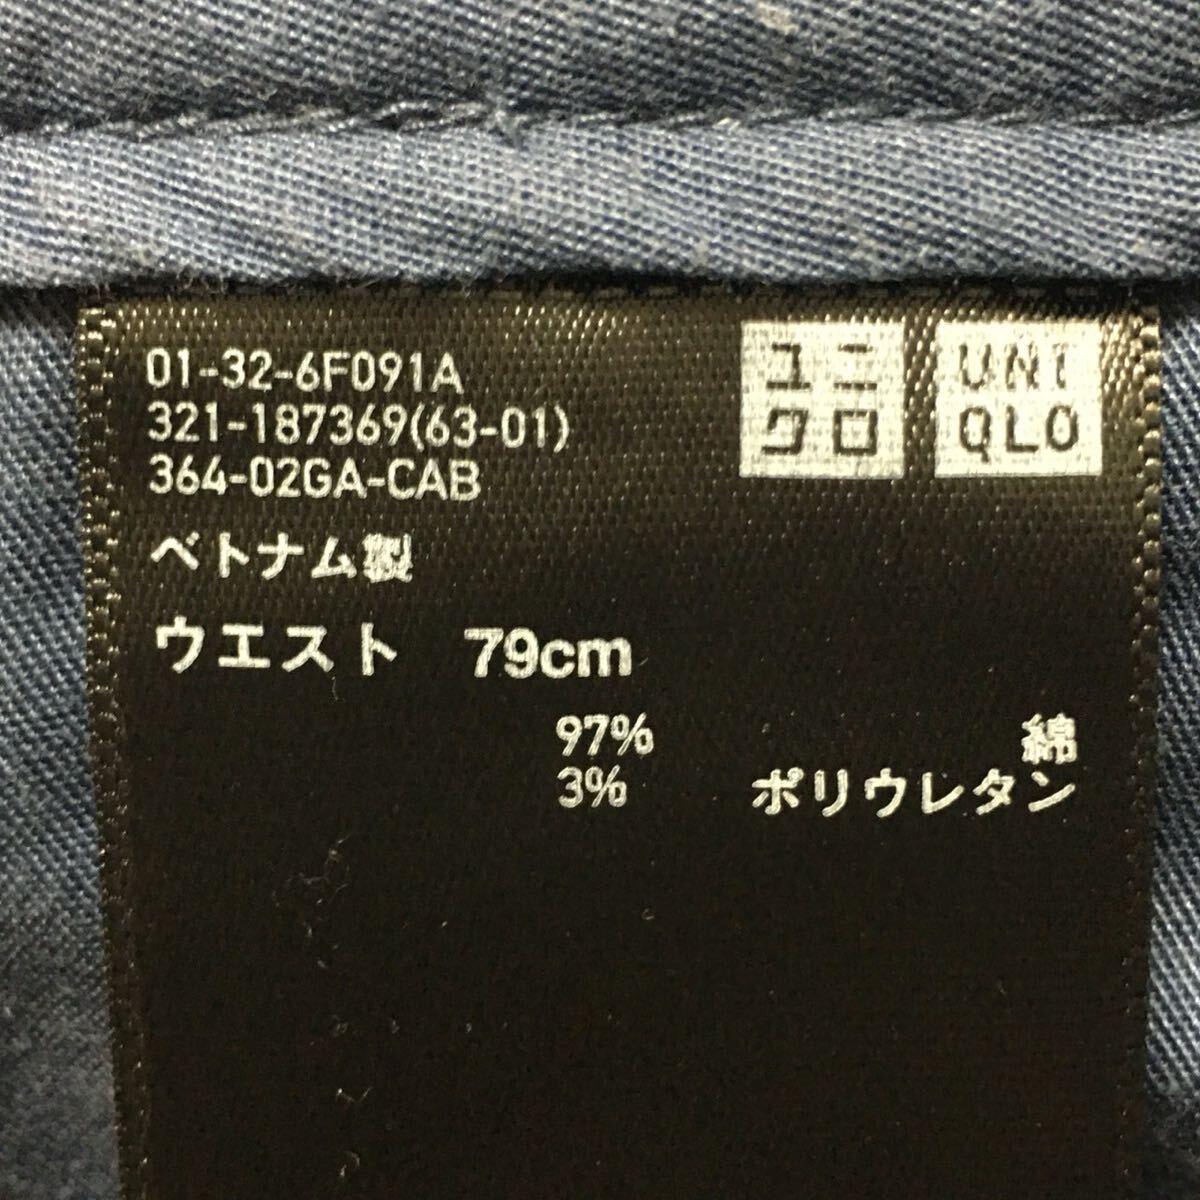 01-32-6F091A
321-187369(63-01)
364-02GA-CAB
ユニ
クロ
UNI
QLO
ベトナム製
ウエスト 79cm
97% 綿
3% ポリウレタン